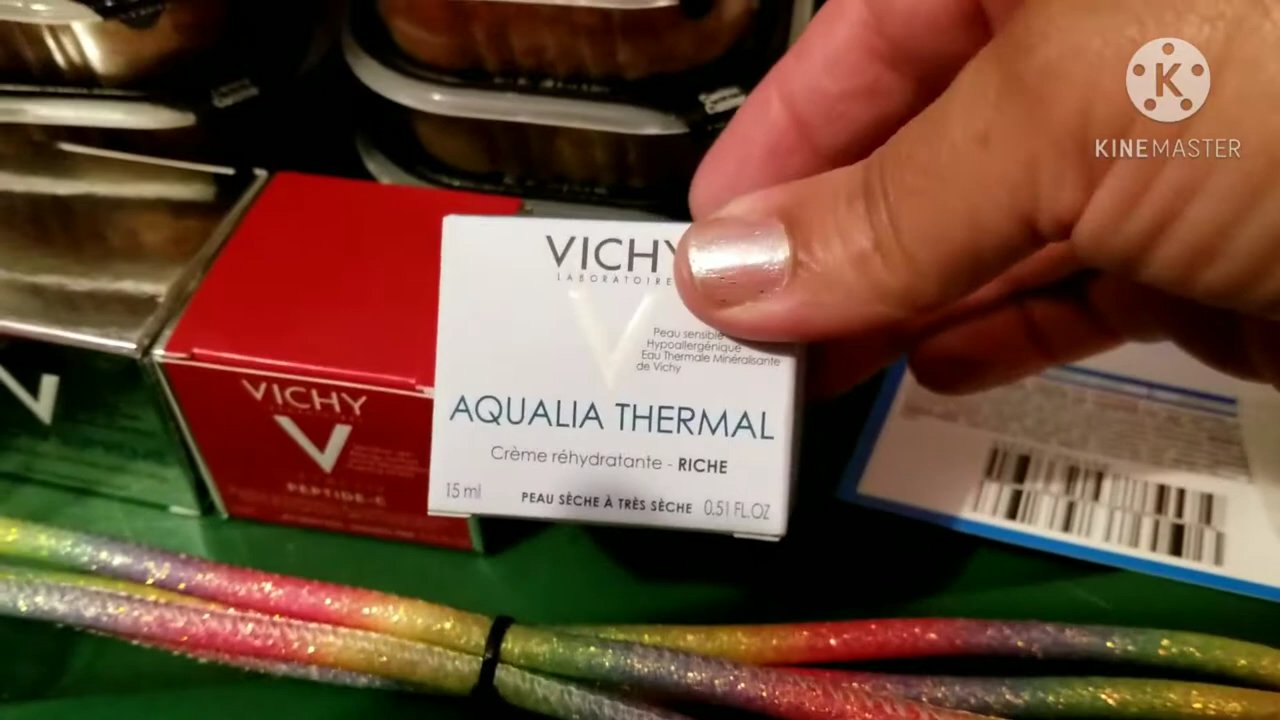 K
KINEMASTER
VICHY
LABORATOIRE
Peau sensible
Hypoallergénique
Eau Thermale Minéralisante
de Vichy
AQUALIA THERMAL
Crème réhydratante - RICHE
15 ml
PEAU SÈCHE À TRÈS SÈCHE 0.51 FL.OZ
VICHY
PEPTIDE-C